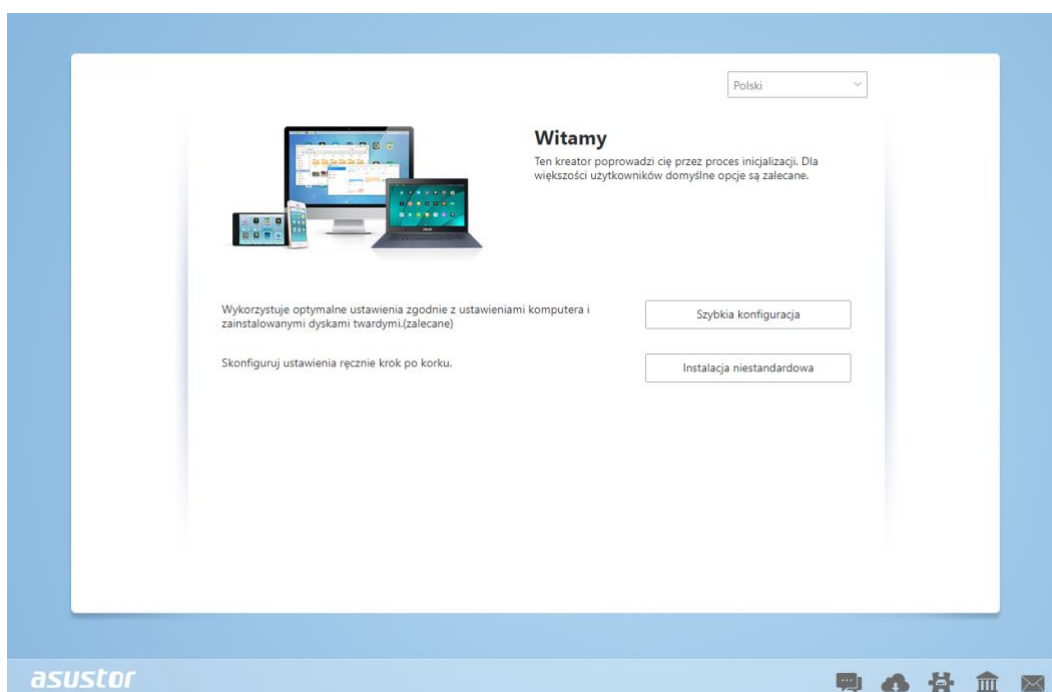 Polski
Witamy
Ten kreator poprowadzi cię przez proces inicjalizacji. Dla
większości użytkowników domyślne opcje są zalecane.
Wykorzystuje optymalne ustawienia zgodnie z ustawieniami komputera i
zainstalowanymi dyskami twardymi.(zalecane)
Szybkia konfiguracja
Skonfiguruj ustawienia ręcznie krok po korku.
Instalacja niestandardowa
asustor